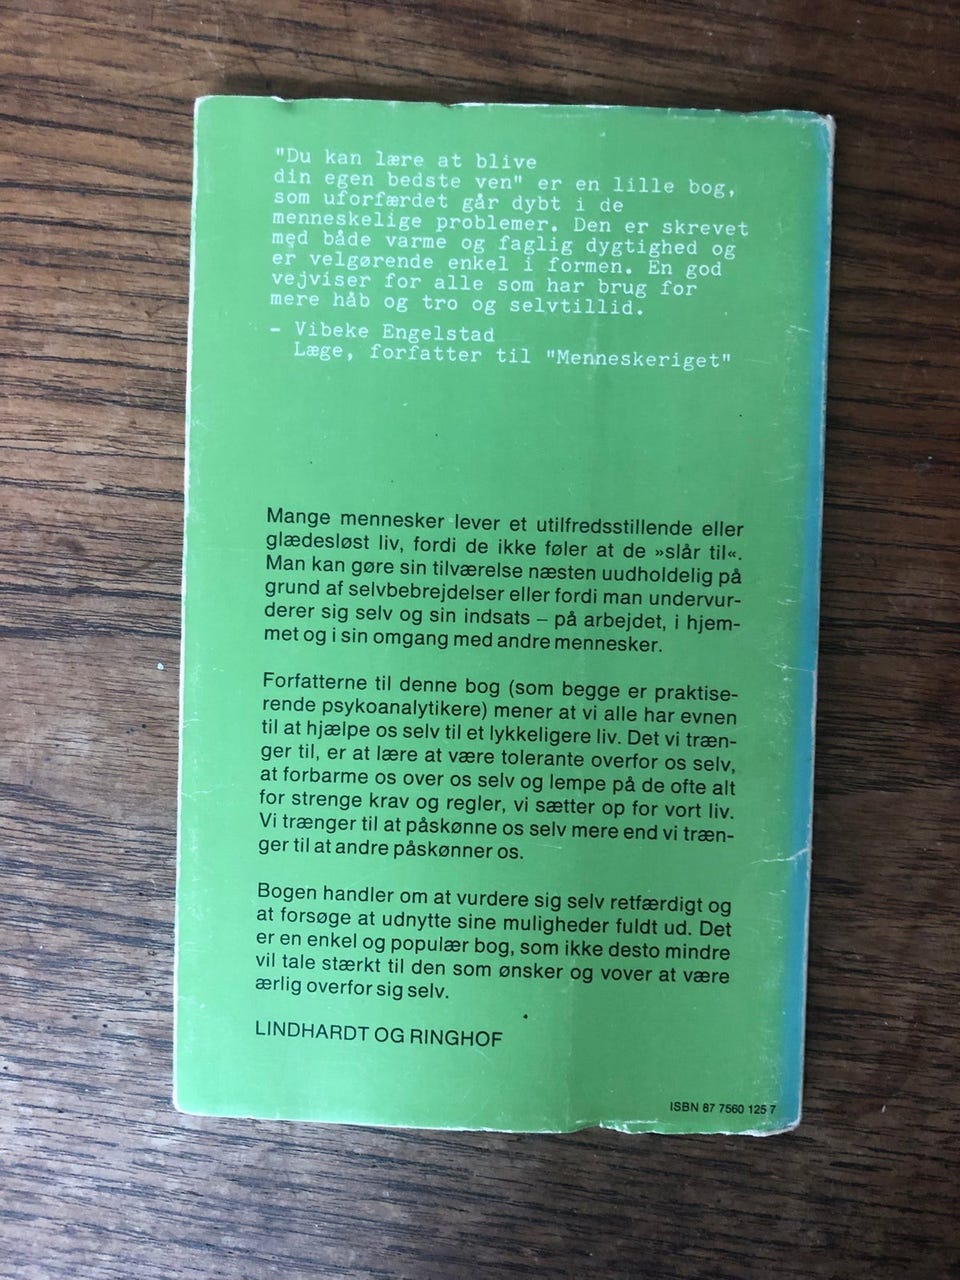 "Du kan lære at blive
din egen bedste ven" er en lille bog,
som uforfærdet går dybt i de
menneskelige problemer. Den er skrevet
med både varme og faglig dygtighed og
er velgørende enkel i formen. En god
vejviser for alle som har brug for
mere håb og tro og selvtillid.
- Vibeke Engelstad
Læge, forfatter til "Menneskeriget"
Mange mennesker lever et utilfredsstillende eller
glædesløst liv, fordi de ikke føler at de »slår til«.
Man kan gøre sin tilværelse næsten uudholdelig på
grund af selvbebrejdelser eller fordi man undervur-
derer sig selv og sin indsats – på arbejdet, i hjem-
met og i sin omgang med andre mennesker.
Forfatterne til denne bog (som begge er praktise-
rende psykoanalytikere) mener at vi alle har evnen
til at hjælpe os selv til et lykkeligere liv. Det vi træn-
ger til, er at lære at være tolerante overfor os selv,
at forbarme os over os selv og lempe på de ofte alt
for strenge krav og regler, vi sætter op for vort liv.
Vi trænger til at påskønne os selv mere end vi træn-
ger til at andre påskønner os.
Bogen handler om at vurdere sig selv retfærdigt og
at forsøge at udnytte sine muligheder fuldt ud. Det
er en enkel og populær bog, som ikke desto mindre
vil tale stærkt til den som ønsker og vover at være
ærlig overfor sig selv.
LINDHARDT OG RINGHOF
ISBN 87 7560 125 7